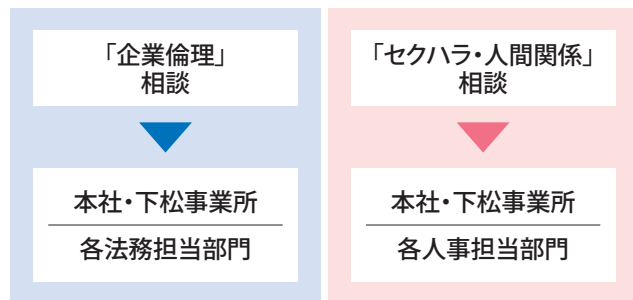 「企業倫理」
相談
本社・下松事業所
各法務担当部門
「セクハラ・人間関係」
相談
本社・下松事業所
各人事担当部門